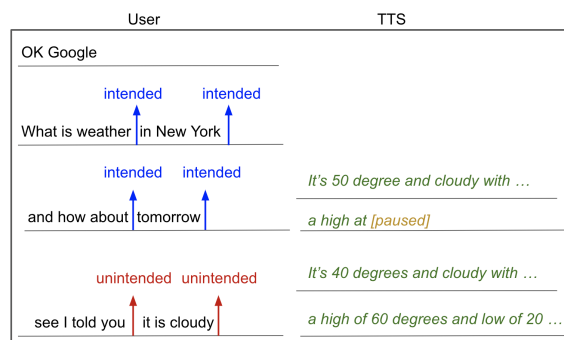 User TTS
OK Google
intended intended
What is weather in New York
intended intended
It's 50 degree and cloudy with …
and how about tomorrow
a high at [paused]
unintended unintended
It's 40 degrees and cloudy with …
see I told you it is cloudy
a high of 60 degrees and low of 20 …